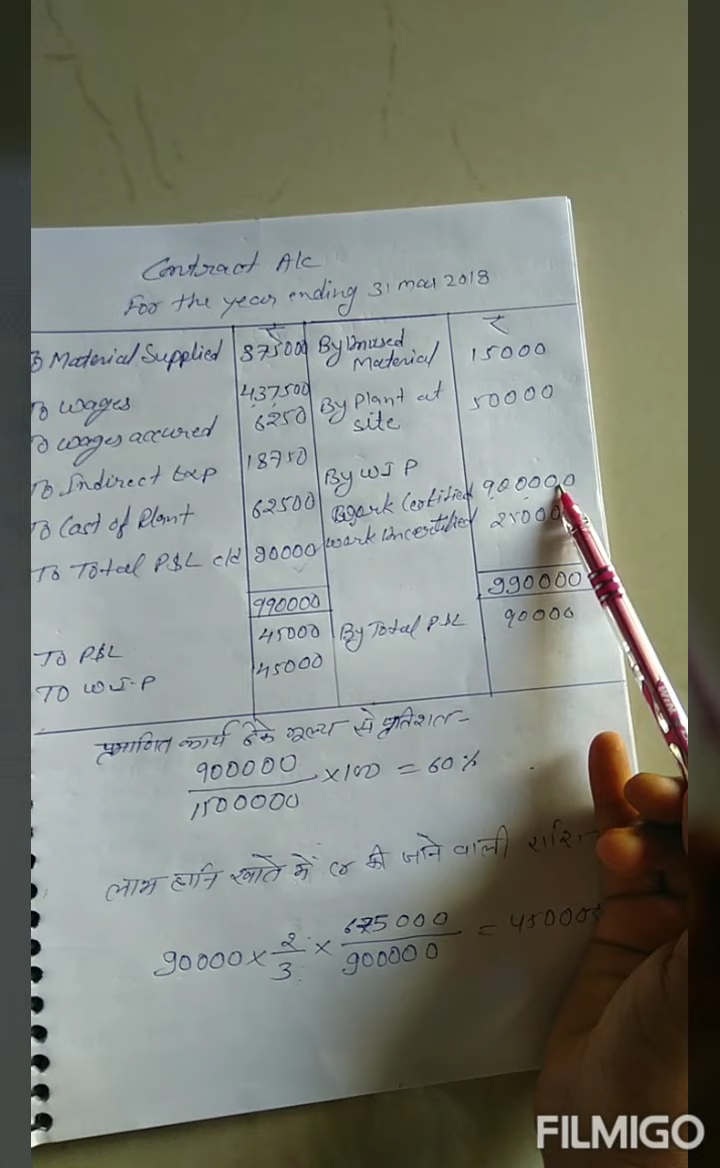 Contract A/c
For the year ending 31 mar 2018
₹ ₹
To Material Supplied 375000 By Unused Material 15000
To wages 437500 By Plant at site 50000
To wages accured 6250
To Indirect Exp 18750 By W I P
To Cost of Plant 62500 Work Certified 900000
To Total P&L c/d 90000 Work Uncertified 25000
990000 990000
To P&L 45000 By Total P&L 90000
To W.I.P 45000
प्रमाणित कार्य ठेके मूल्य से प्रतिशत-
900000
/1500000 ×100 = 60%
लाभ हानि खाते में cr की जाने वाली राशि-
90000 × 2/3 × 675000/900000 = 45000
FILMIGO